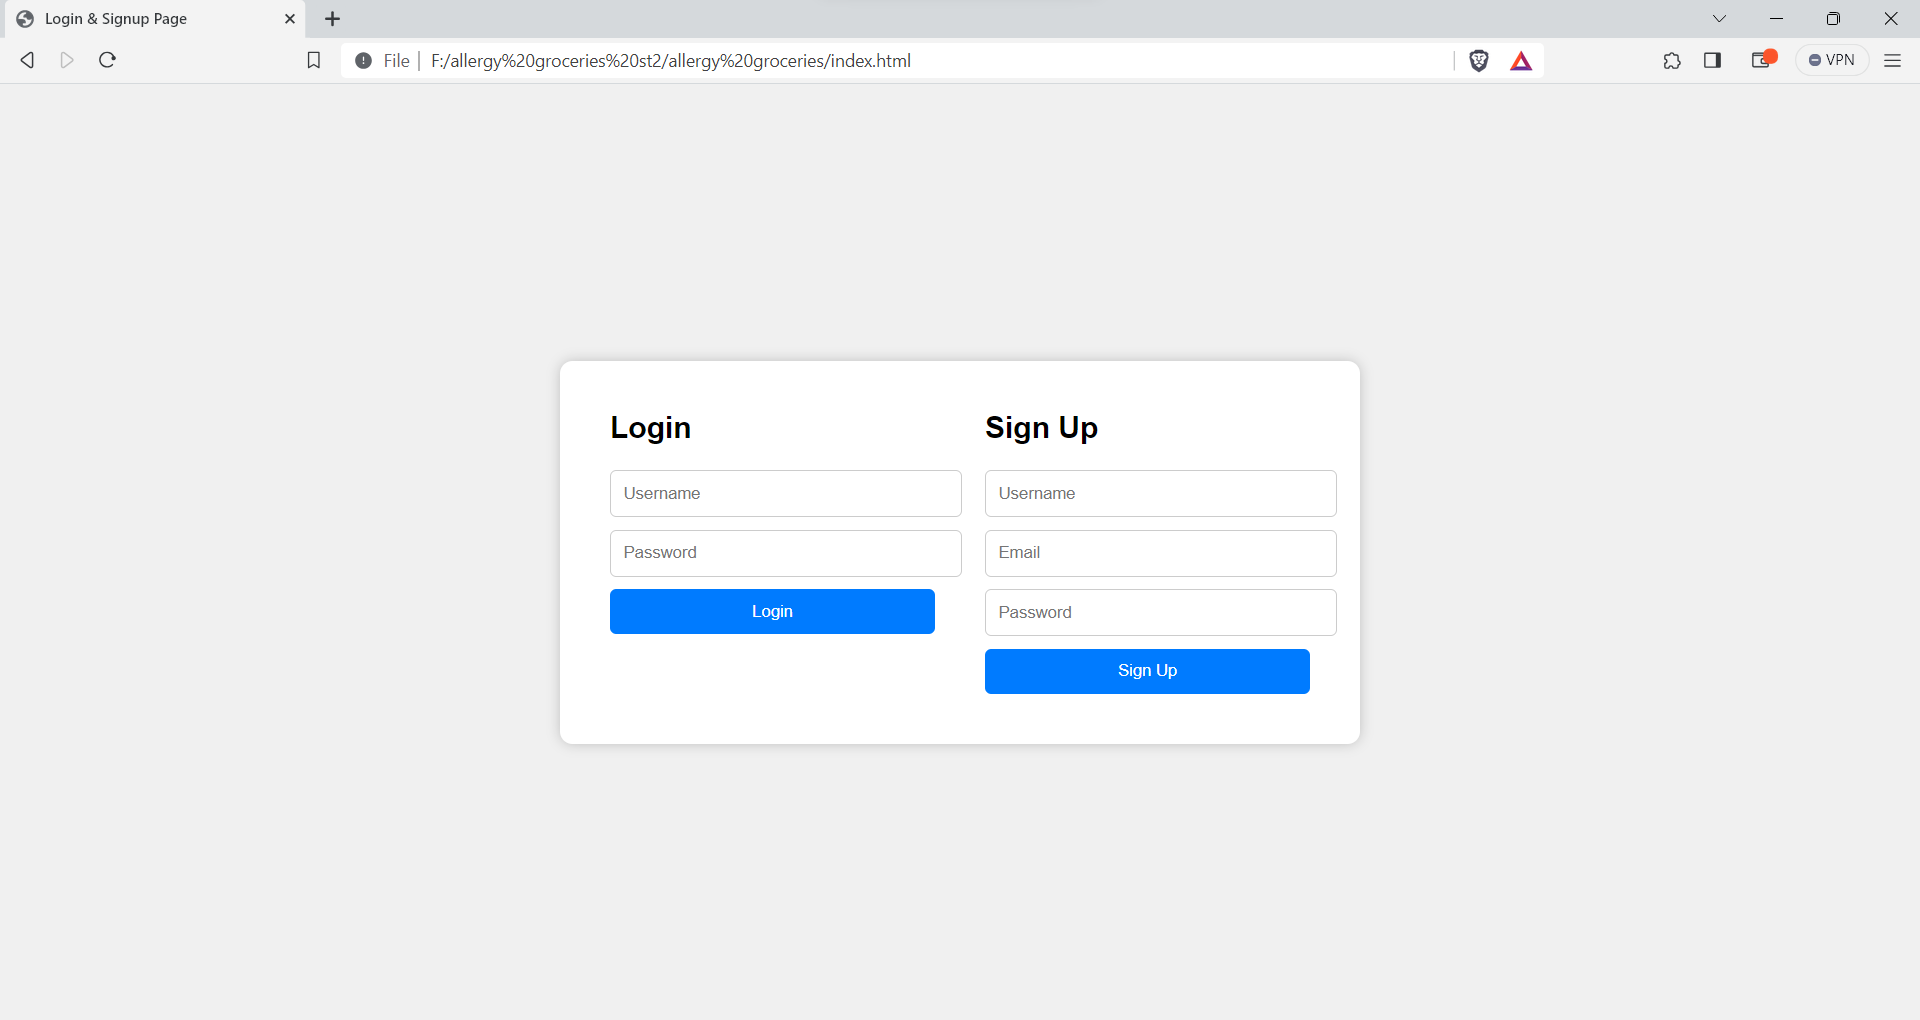 Login & Signup Page
File F:/allergy%20groceries%20st2/allergy%20groceries/index.html
VPN
Login
Username
Password
Login
Sign Up
Username
Email
Password
Sign Up